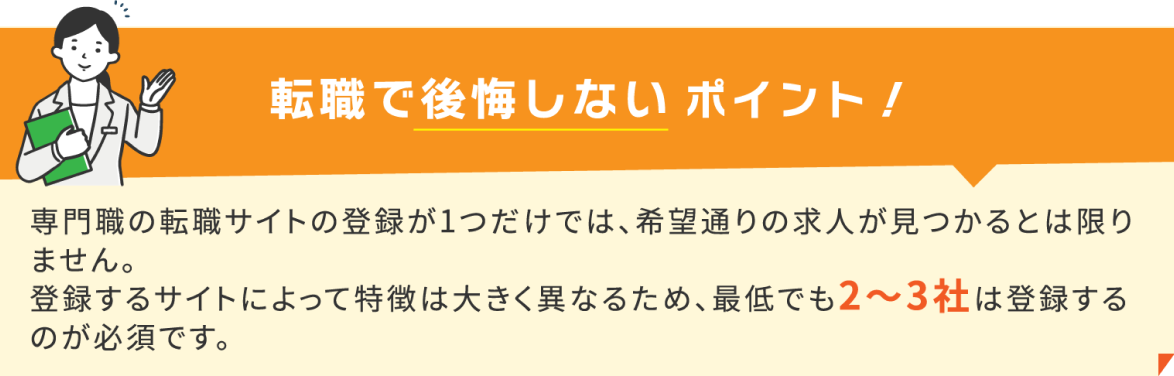 転職で後悔しない ポイント！
専門職の転職サイトの登録が1つだけでは、希望通りの求人が見つかるとは限り
ません。
登録するサイトによって特徴は大きく異なるため、最低でも2〜3社は登録する
のが必須です。